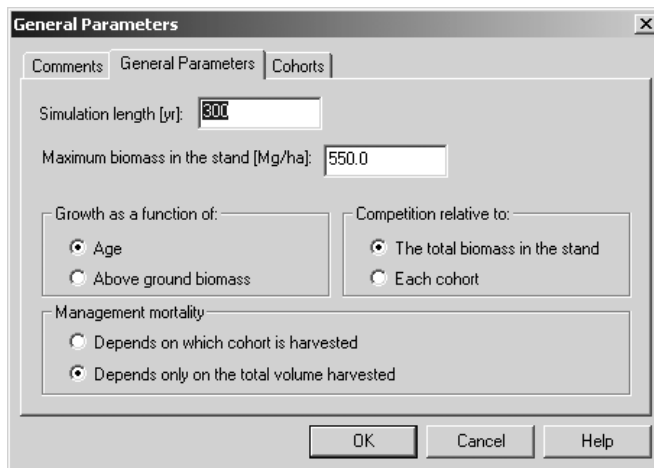 General Parameters
Comments General Parameters Cohorts
Simulation length [yr]: 300
Maximum biomass in the stand [Mg/ha]: 550.0
Growth as a function of:
Age
Above ground biomass
Competition relative to:
The total biomass in the stand
Each cohort
Management mortality
Depends on which cohort is harvested
Depends only on the total volume harvested
OK Cancel Help